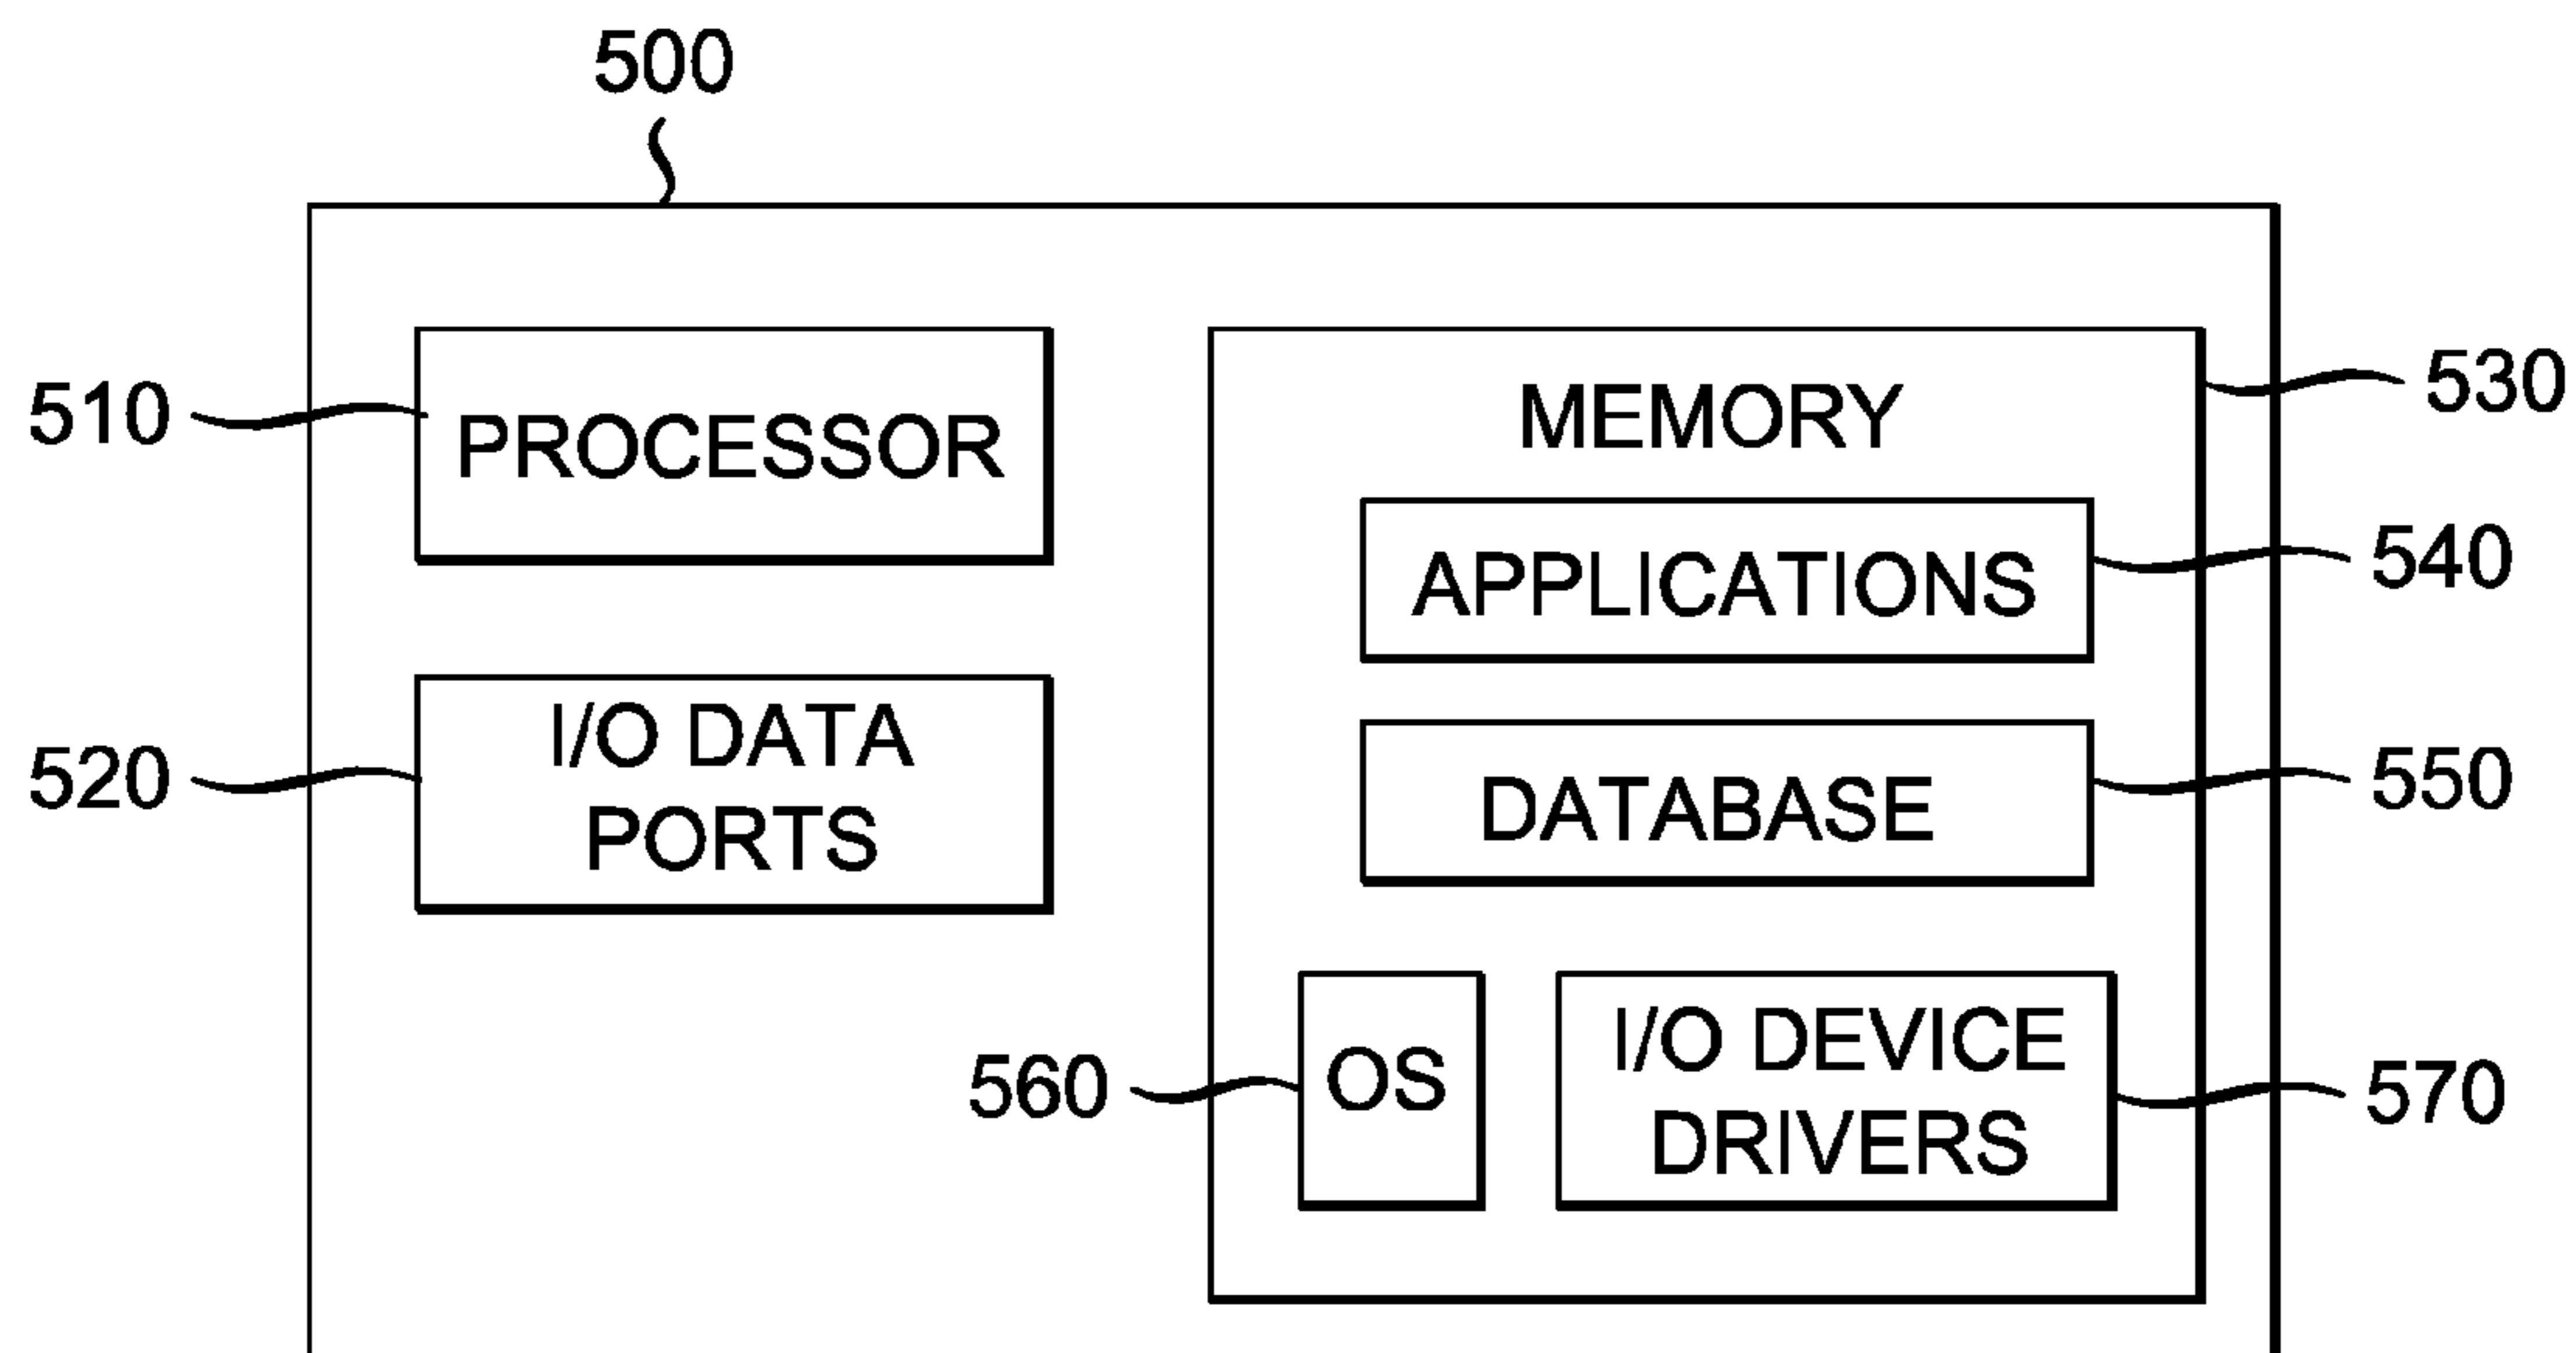 500
510
PROCESSOR
520
I/O DATA
PORTS
MEMORY
530
APPLICATIONS
540
DATABASE
550
560
OS
I/O DEVICE
DRIVERS
570